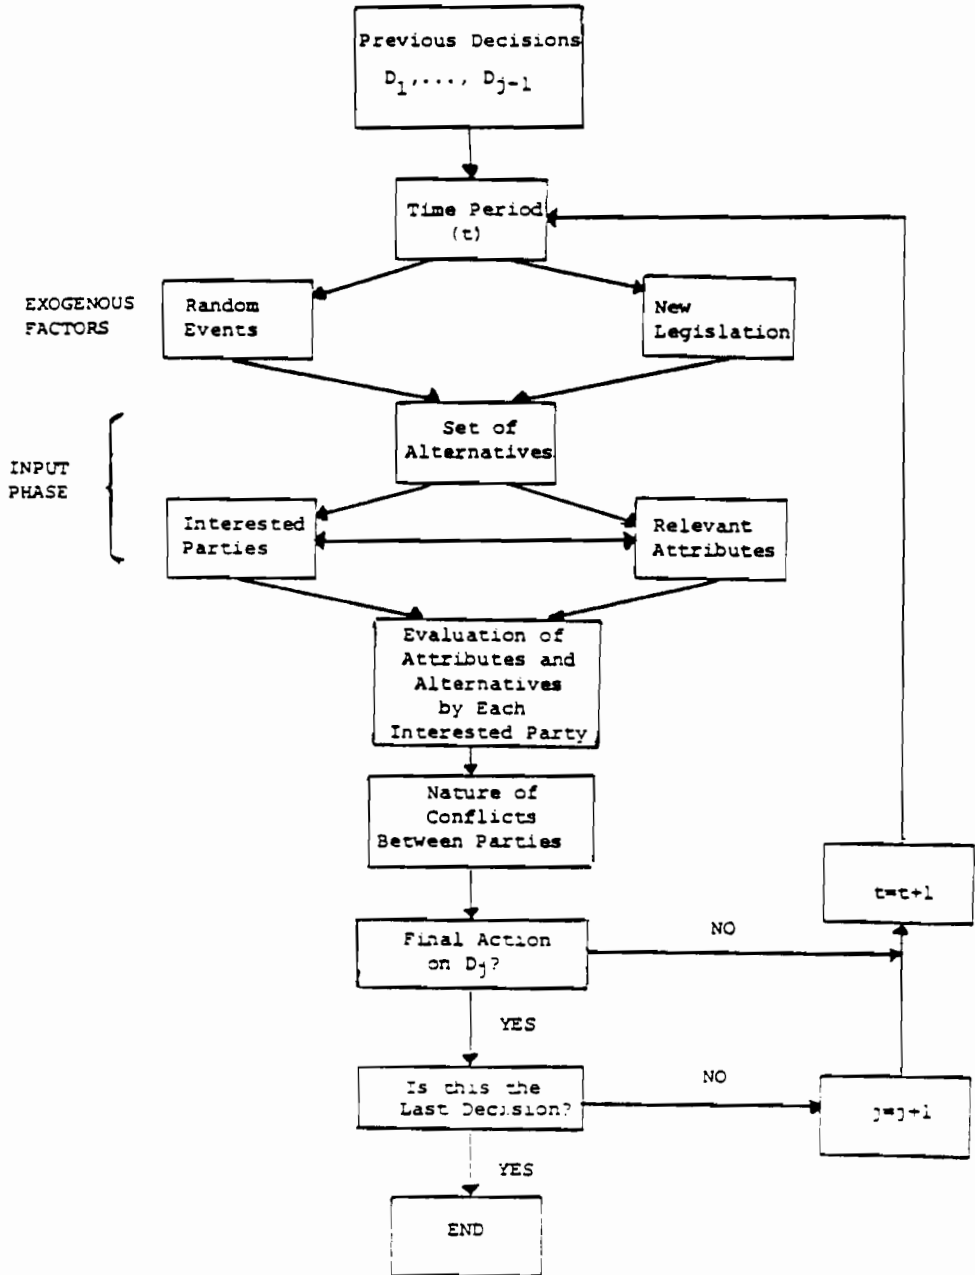 Previous Decisions
D1,..., Dj-1
Time Period
(t)
EXOGENOUS
FACTORS
Random
Events
New
Legislation
Set of
Alternatives
INPUT
PHASE
Interested
Parties
Relevant
Attributes
Evaluation of
Attributes and
Alternatives
by Each
Interested Party
Nature of
Conflicts
Between Parties
t=t+1
Final Action
on Dj?
NO
YES
Is this the
Last Decision?
NO
j=j+1
YES
END